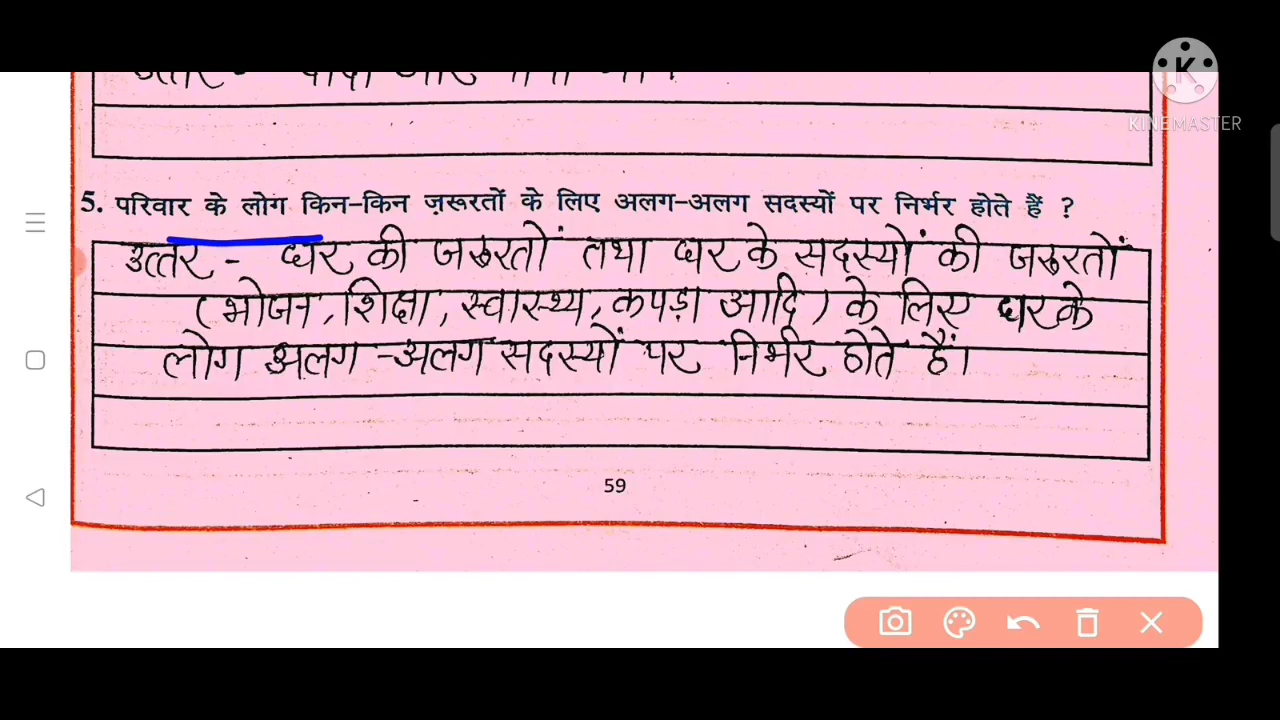 KINEMASTER
5. परिवार के लोग किन-किन ज़रूरतों के लिए अलग-अलग सदस्यों पर निर्भर होते हैं ?
उत्तर - घर की जरूरतों तथा घर के सदस्यों की जरूरतों
(भोजन, शिक्षा, स्वास्थ्य, कपड़ा आदि) के लिए घर के
लोग अलग-अलग सदस्यों पर निर्भर होते हैं।
59